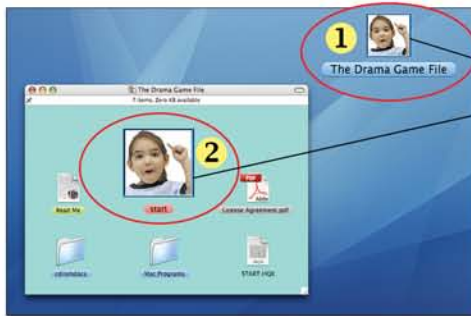 1
The Drama Game File
The Drama Game File
7 items, Zero KB available
2
Read Me
start
PDF
License Agreement.pdf
cdromdocs
Mac Programs
START.HQX